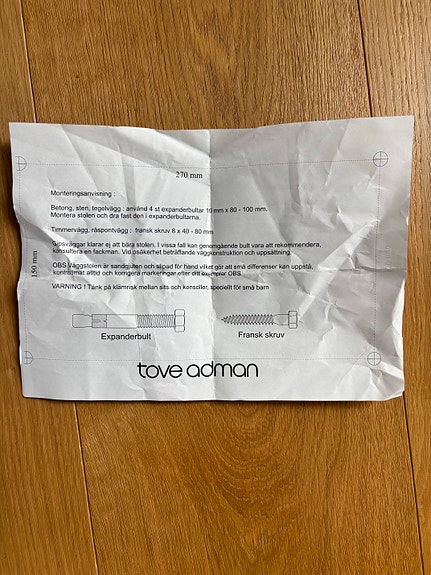 270 mm
Monteringsanvisning :
Betong, sten, tegelvägg : använd 4 st expanderbultar 10 mm x 80 - 100 mm.
Montera stolen och dra fast den i expanderbultarna.
Timmervägg, råspontvägg : fransk skruv 8 x 40 - 80 mm
Gibsväggar klarar ej att bära stolen. I vissa fall kan genomgående bult vara att rekommendera,
konsultera en fackman. Vid osäkerhet beträffande väggkonstruktion och uppsättning.
150 mm
OBS Väggstolen är sandgjuten och slipad för hand vilket gör att små differenser kan uppstå,
kontrolmät alltid och korrigera markeringar efter ditt exemplar OBS
VARNING ! Tänk på klämrisk mellan sits och konsoller, speciellt för små barn
Expanderbult
Fransk skruv
tove adman